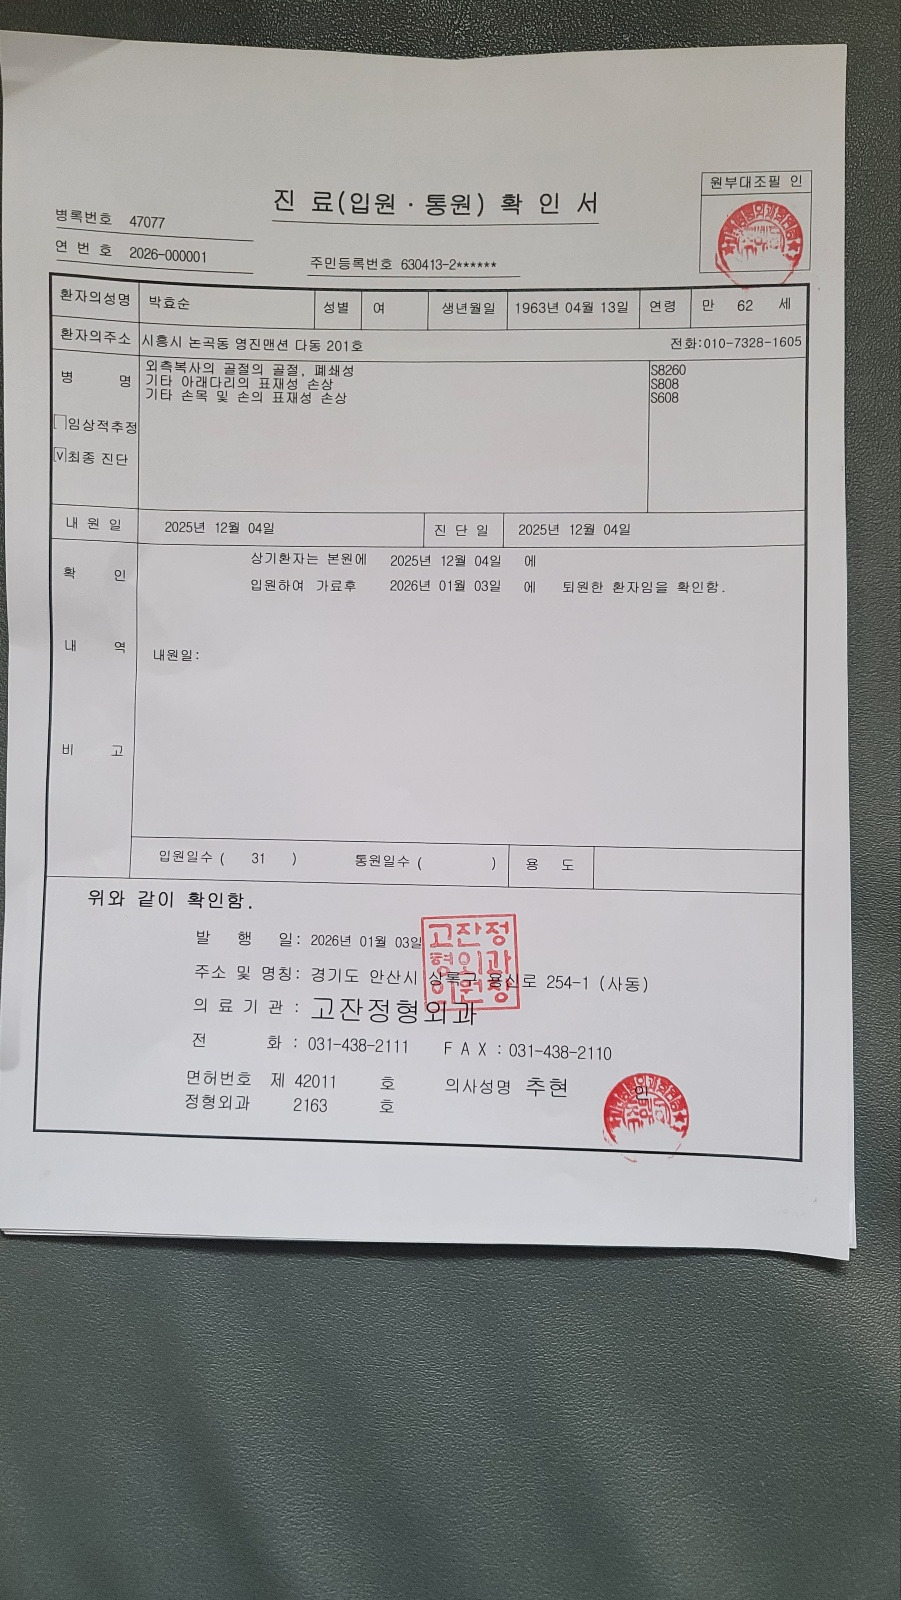 원부대조필 인
진 료(입원 · 통원) 확 인 서
병록번호 47077
연 번 호 2026-000001
주민등록번호 630413-2******
환자의성명 박효순 성별 여 생년월일 1963년 04월 13일 연령 만 62 세
환자의주소 시흥시 논곡동 영진맨션 다동 201호 전화:010-7328-1605
병 명
외측복사의 골절의 골절, 폐쇄성 S8260
기타 아래다리의 표재성 손상 S808
기타 손목 및 손의 표재성 손상 S608
임상적추정
V 최종 진단
내 원 일 2025년 12월 04일 진 단 일 2025년 12월 04일
확 인
상기환자는 본원에 2025년 12월 04일 에
입원하여 가료후 2026년 01월 03일 에 퇴원한 환자임을 확인함.
내 역
내원일:
비 고
입원일수 ( 31 ) 통원일수 ( ) 용 도
위와 같이 확인함.
발 행 일: 2026년 01월 03일
주소 및 명칭: 경기도 안산시 상록구 용신로 254-1 (사동)
의 료 기 관 : 고잔정형외과
고잔정
형외과
의원장
전 화 : 031-438-2111 F A X : 031-438-2110
면허번호 제 42011 호 의사성명 추현 인
정형외과 2163 호